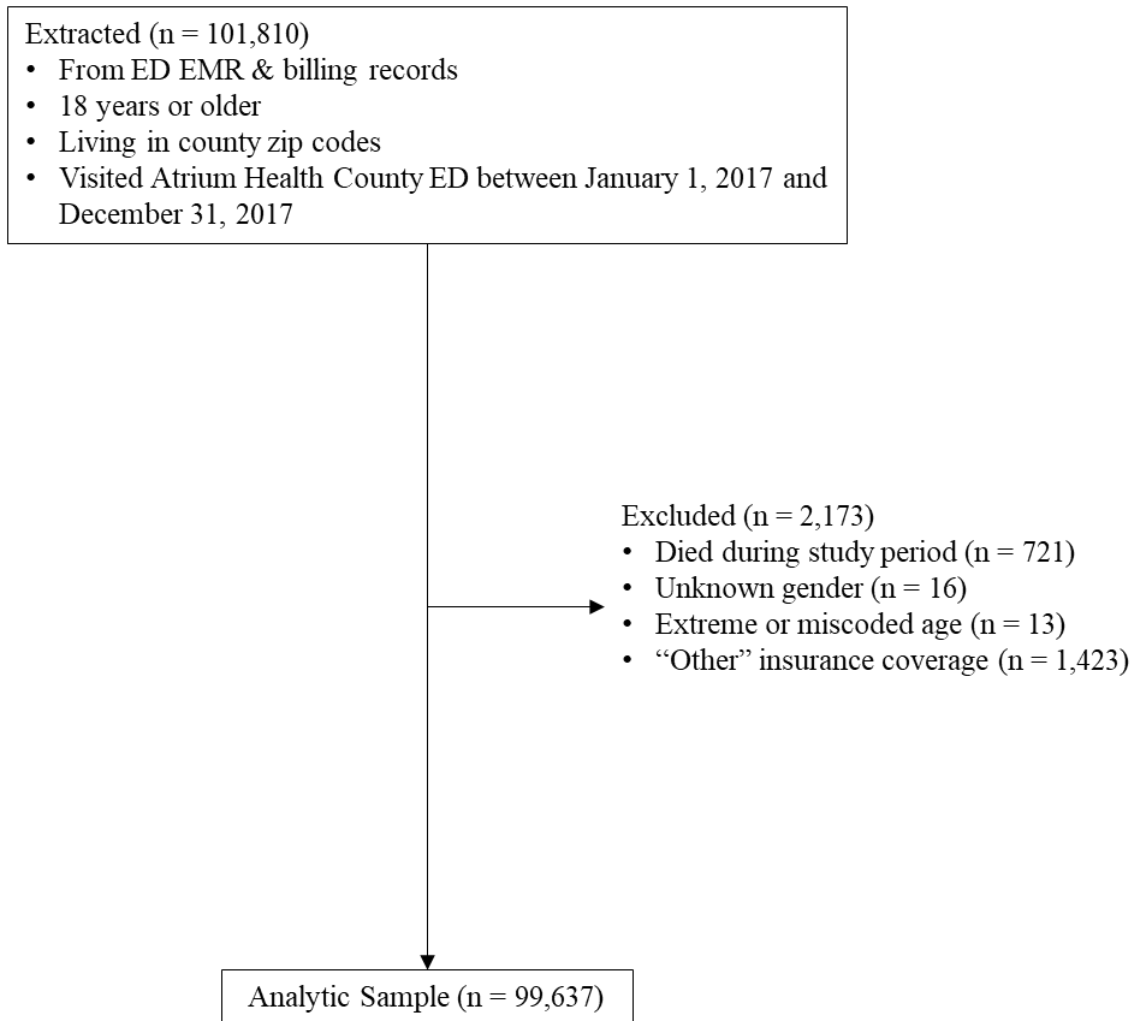 Extracted (n = 101,810)
• From ED EMR & billing records
• 18 years or older
• Living in county zip codes
• Visited Atrium Health County ED between January 1, 2017 and
December 31, 2017
Excluded (n = 2,173)
• Died during study period (n = 721)
• Unknown gender (n = 16)
• Extreme or miscoded age (n = 13)
• “Other” insurance coverage (n = 1,423)
Analytic Sample (n = 99,637)